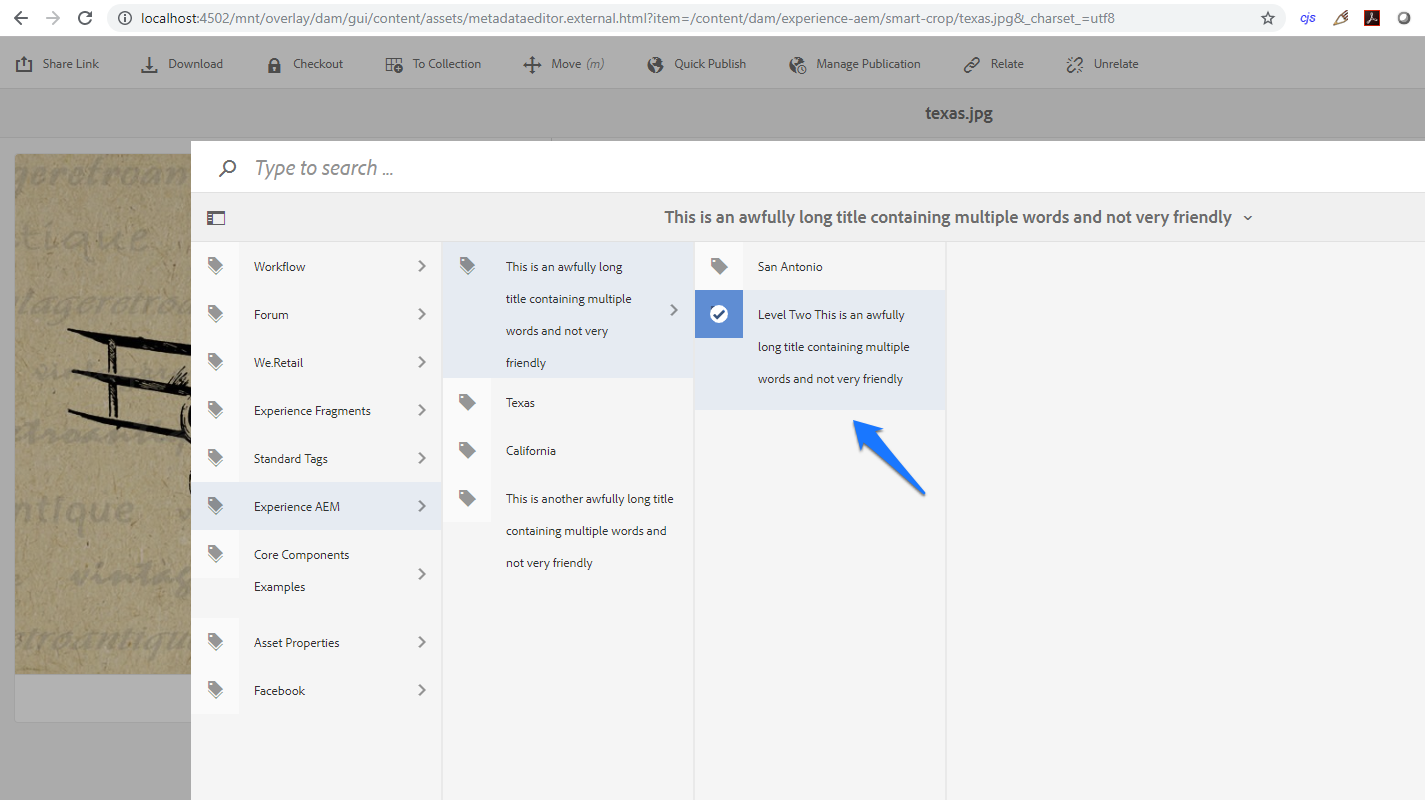 localhost:4502/mnt/overlay/dam/gui/content/assets/metadataeditor.external.html?item=/content/dam/experience-aem/smart-crop/texas.jpg&_charset_=utf8
cjs
Share Link
Download
Checkout
To Collection
Move (m)
Quick Publish
Manage Publication
Relate
Unrelate
texas.jpg
Type to search ...
This is an awfully long title containing multiple words and not very friendly
Workflow
Forum
We.Retail
Experience Fragments
Standard Tags
Experience AEM
Core Components
Examples
Asset Properties
Facebook
This is an awfully long
title containing multiple
words and not very
friendly
Texas
California
This is another awfully long title
containing multiple words and
not very friendly
San Antonio
Level Two This is an awfully
long title containing multiple
words and not very friendly